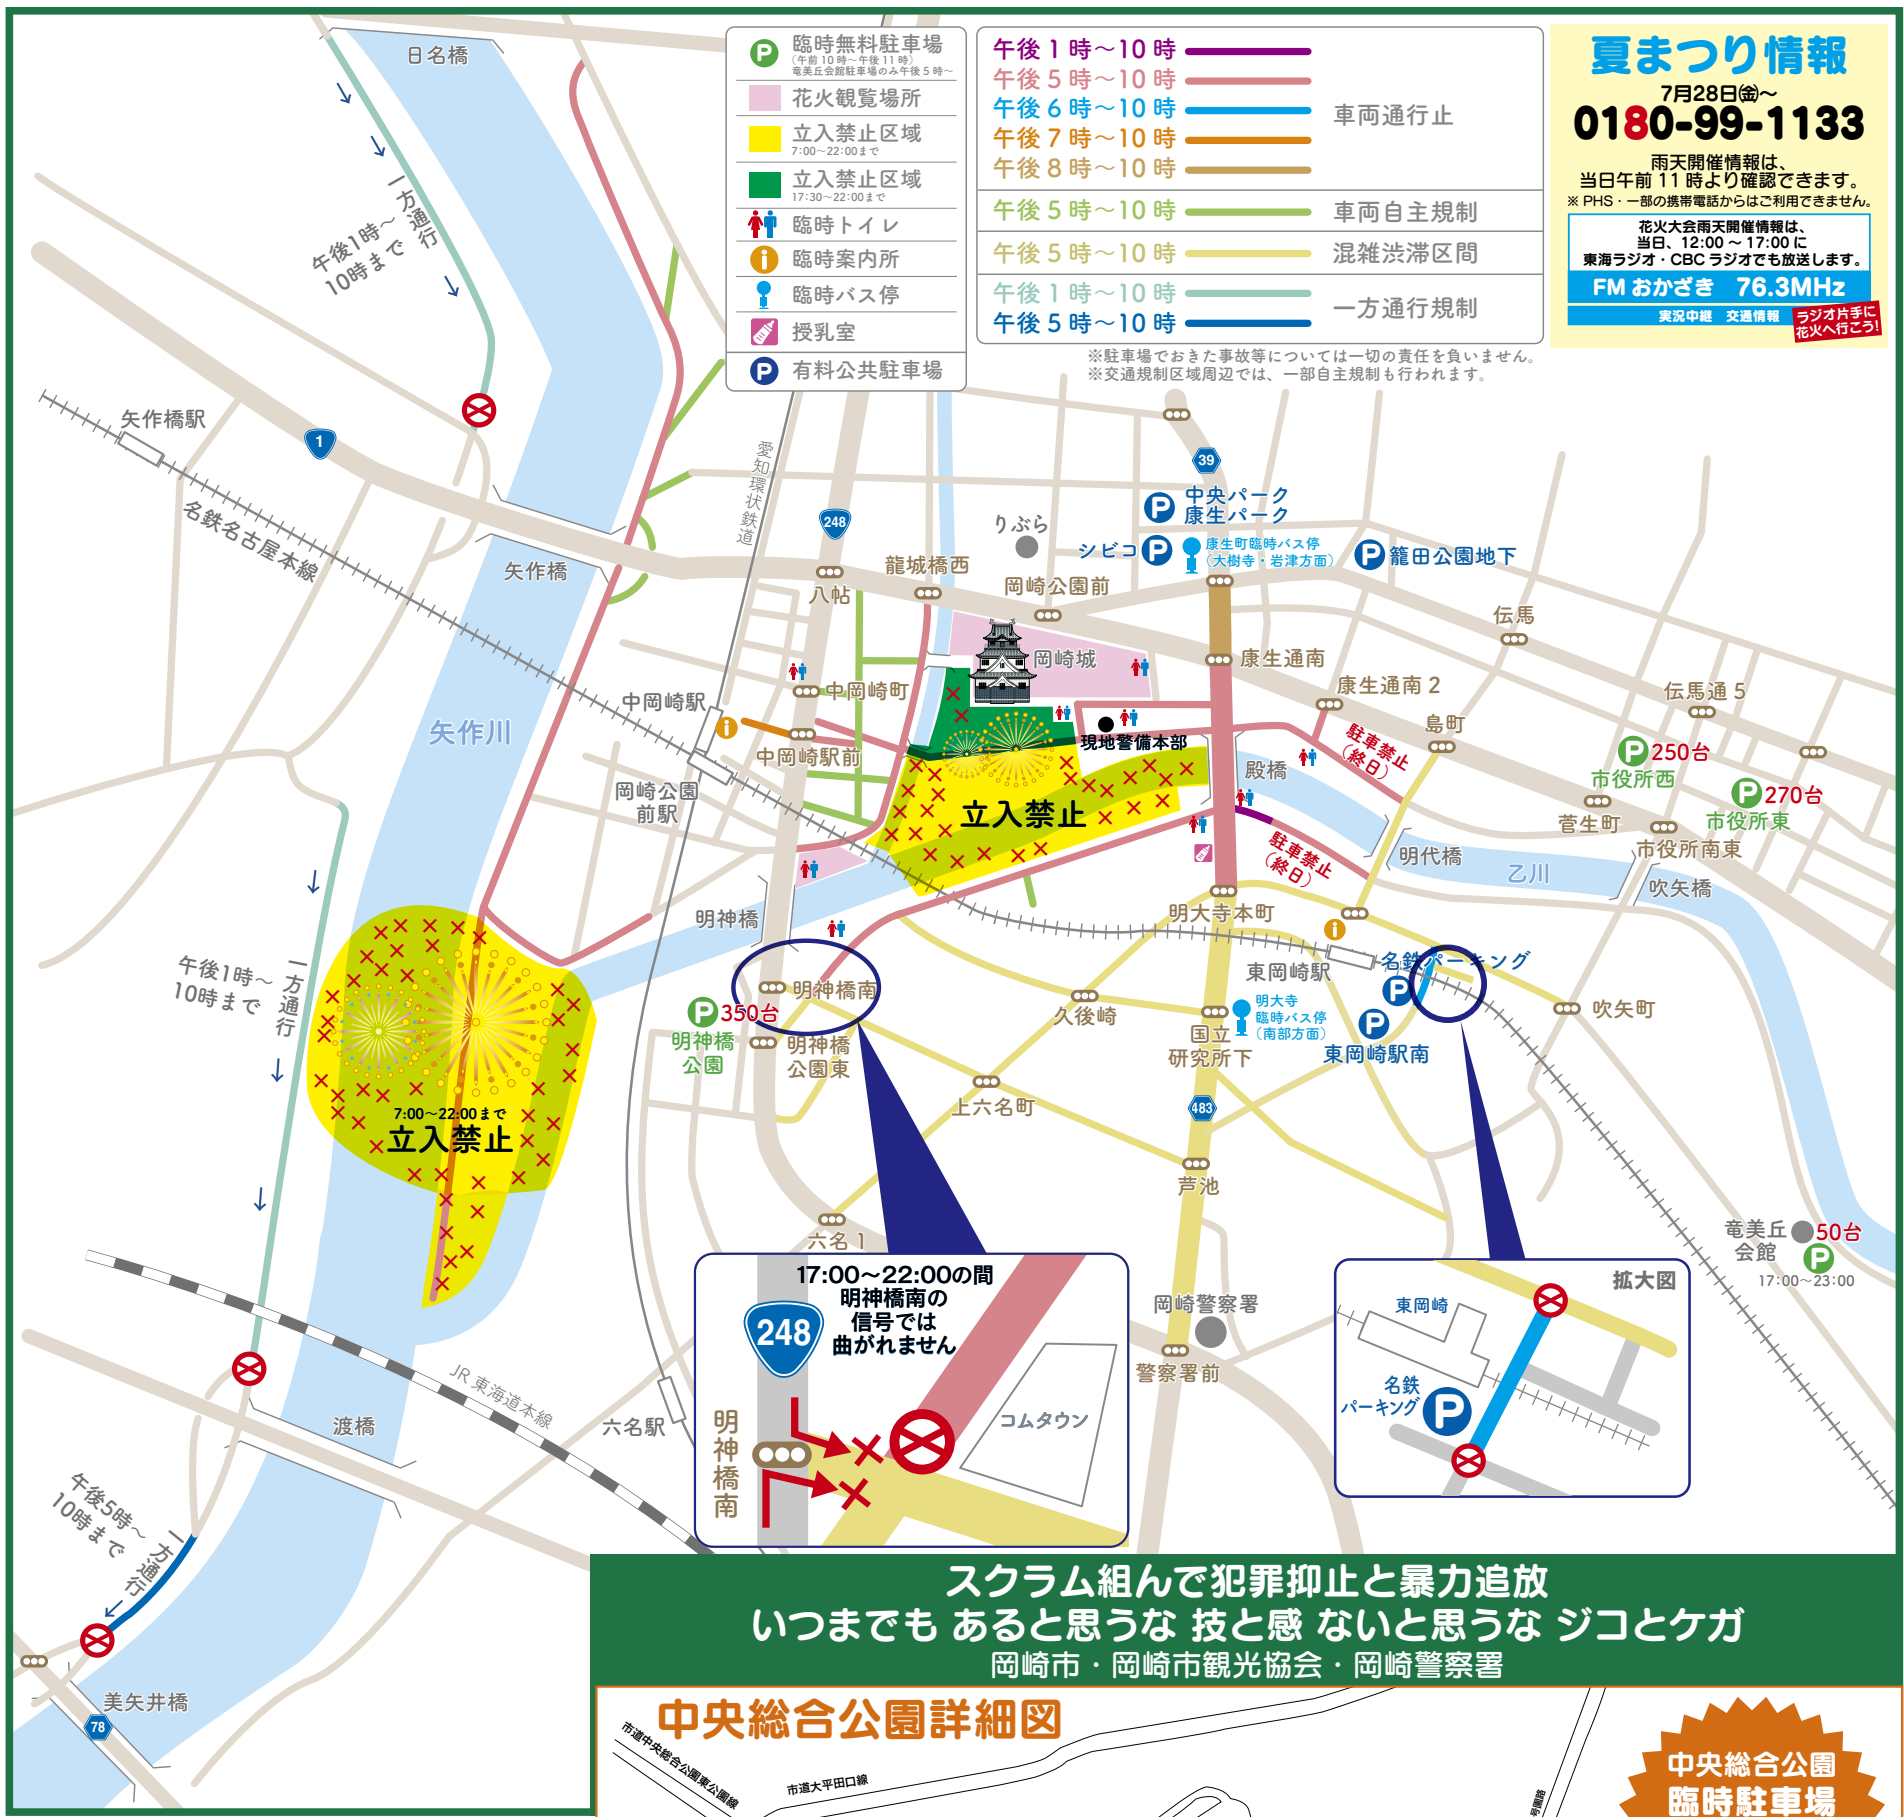 臨時無料駐車場
(午前10時～午後11時)
竜美丘会館駐車場のみ午後5時～
花火観覧場所
立入禁止区域
7:00～22:00まで
立入禁止区域
17:30～22:00まで
臨時トイレ
臨時案内所
臨時バス停
授乳室
有料公共駐車場
午後1時～10時
午後5時～10時
午後6時～10時
午後7時～10時
午後8時～10時
車両通行止
午後5時～10時
車両自主規制
午後5時～10時
混雑渋滞区間
午後1時～10時
午後5時～10時
一方通行規制
※駐車場でおきた事故等については一切の責任を負いません。
※交通規制区域周辺では、一部自主規制も行われます。
夏まつり情報
7月28日㈮～
0180-99-1133
雨天開催情報は、
当日午前11時より確認できます。
※PHS・一部の携帯電話からはご利用できません。
花火大会雨天開催情報は、
当日、12:00～17:00に
東海ラジオ・CBCラジオでも放送します。
FMおかざき 76.3MHz
実況中継 交通情報
ラジオ片手に
花火へ行こう!
日名橋
一方通行
午後1時～
10時まで
矢作橋駅
1
名鉄名古屋本線
矢作橋
愛知環状鉄道
248
八帖
龍城橋西
りぶら
岡崎公園前
39
中央パーク
康生パーク
シビコ
康生町臨時バス停
(大樹寺・岩津方面)
籠田公園地下
伝馬
岡崎城
康生通南
康生通南2
伝馬通5
島町
中岡崎町
中岡崎駅
中岡崎駅前
矢作川
岡崎公園
前駅
現地警備本部
立入禁止
殿橋
駐車禁止
(終日)
駐車禁止
(終日)
250台
市役所西
270台
市役所東
菅生町
市役所南東
明代橋
乙川
吹矢橋
明神橋
明大寺本町
東岡崎駅
名鉄パーキング
明神橋南
350台
明神橋
公園
明神橋
公園東
久後崎
国立
研究所下
明大寺
臨時バス停
(南部方面)
東岡崎駅南
吹矢町
上六名町
483
芦池
六名1
午後1時～
10時まで
一方通行
7:00～22:00まで
立入禁止
竜美丘
会館
50台
17:00～23:00
岡崎警察署
警察署前
17:00～22:00の間
明神橋南の
信号では
曲がれません
248
明神橋南
コムタウン
拡大図
東岡崎
名鉄
パーキング
JR東海道本線
六名駅
渡橋
午後5時～
10時まで
一方通行
美矢井橋
78
スクラム組んで犯罪抑止と暴力追放
いつまでも あると思うな 技と感 ないと思うな ジコとケガ
岡崎市・岡崎市観光協会・岡崎警察署
中央総合公園詳細図
市道中央総合公園東公園線
市道大平田口線
号園路
中央総合公園
臨時駐車場